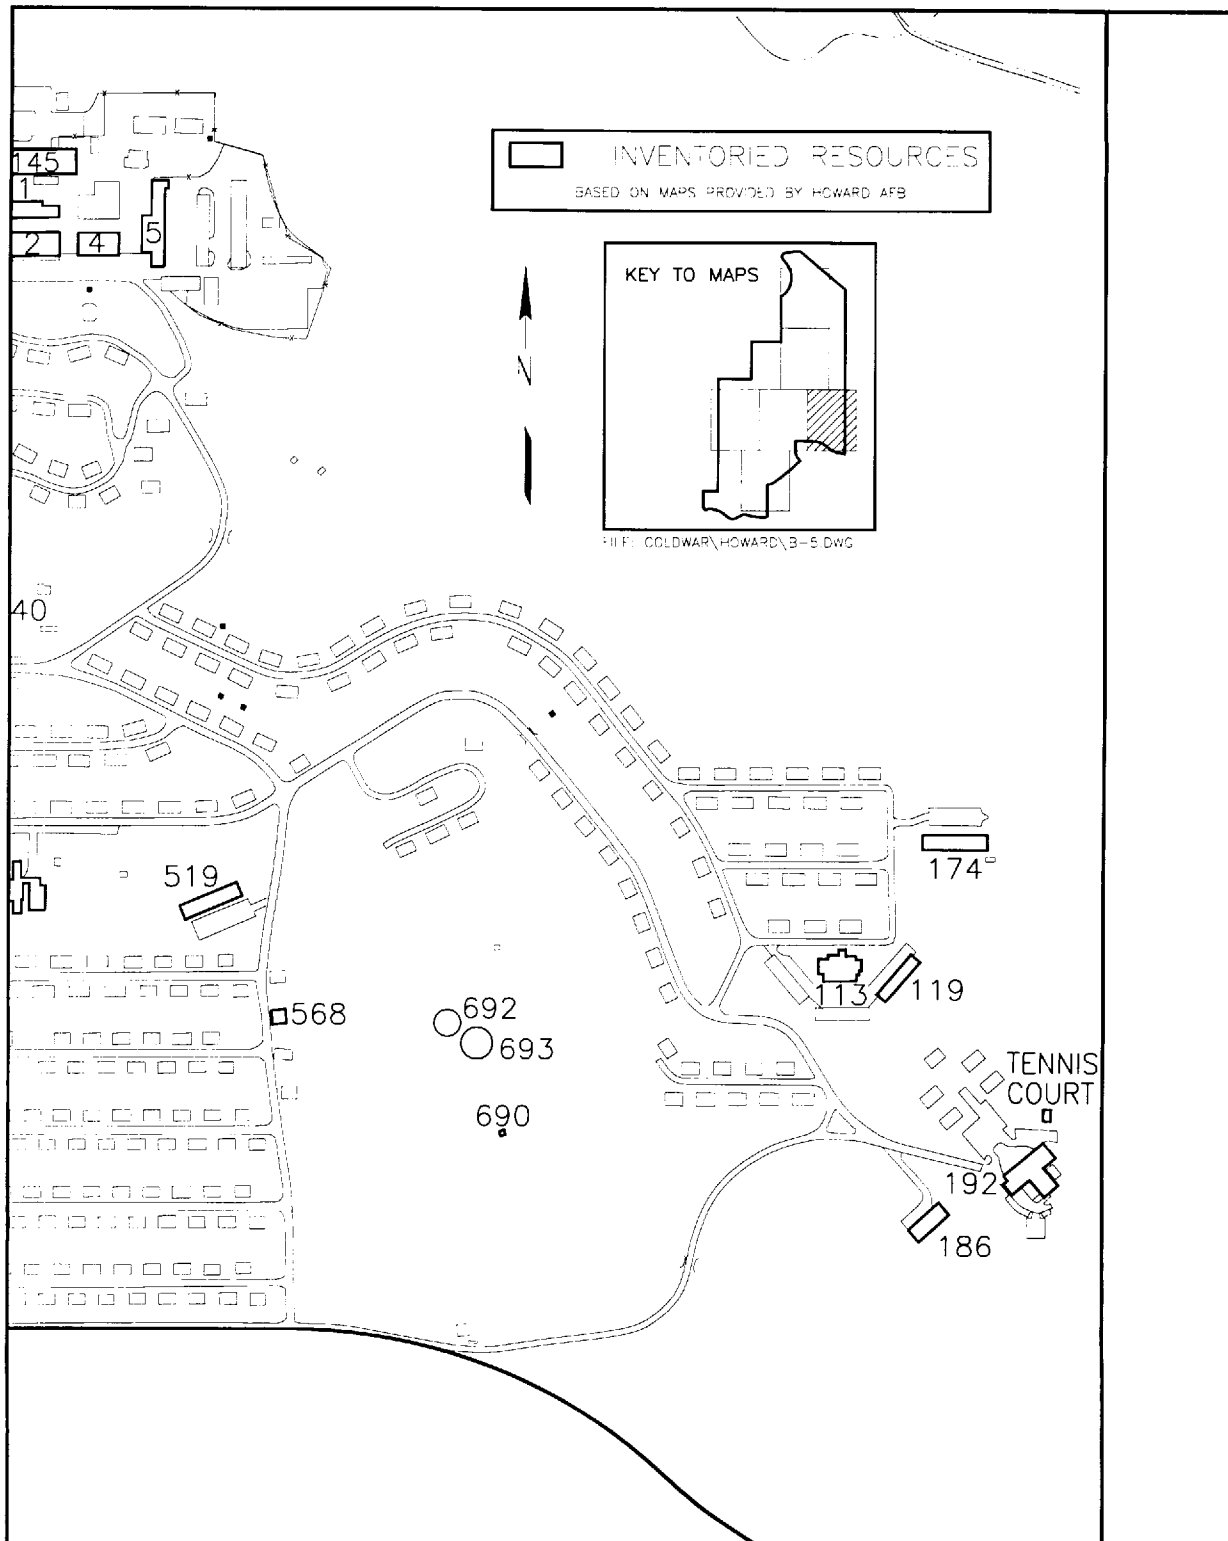 INVENTORIED RESOURCES
BASED ON MAPS PROVIDED BY HOWARD AFB
145
1
2
4
5
KEY TO MAPS
N
FILE: COLDWAR\HOWARD\B-5.DWG
40
519
174
113
119
568
692
693
690
TENNIS
COURT
192
186